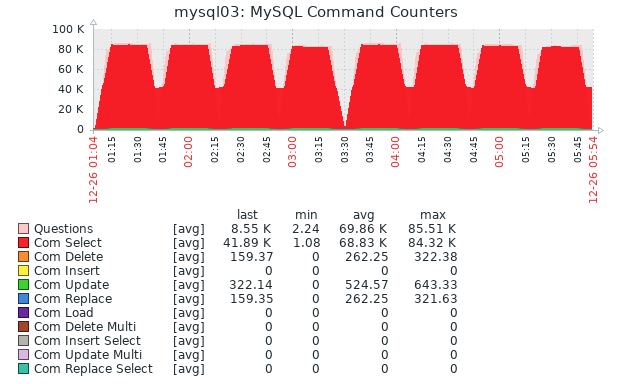 mysql03: MySQL Command Counters
100 K
80 K
60 K
40 K
20 K
0
12-26 01:04
01:15
01:30
01:45
02:00
02:15
02:30
02:45
03:00
03:15
03:30
03:45
04:00
04:15
04:30
04:45
05:00
05:15
05:30
05:45
12-26 05:54
last min avg max
Questions [avg] 8.55 K 2.24 69.86 K 85.51 K
Com Select [avg] 41.89 K 1.08 68.83 K 84.32 K
Com Delete [avg] 159.37 0 262.25 322.38
Com Insert [avg] 0 0 0 0
Com Update [avg] 322.14 0 524.57 643.33
Com Replace [avg] 159.35 0 262.25 321.63
Com Load [avg] 0 0 0 0
Com Delete Multi [avg] 0 0 0 0
Com Insert Select [avg] 0 0 0 0
Com Update Multi [avg] 0 0 0 0
Com Replace Select [avg] 0 0 0 0